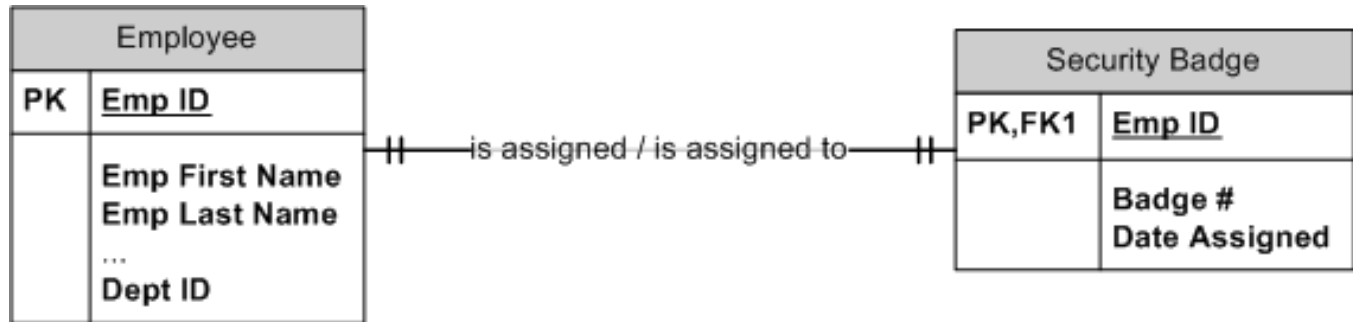 Employee
PK Emp ID
Emp First Name
Emp Last Name
...
Dept ID
is assigned / is assigned to
Security Badge
PK,FK1 Emp ID
Badge #
Date Assigned